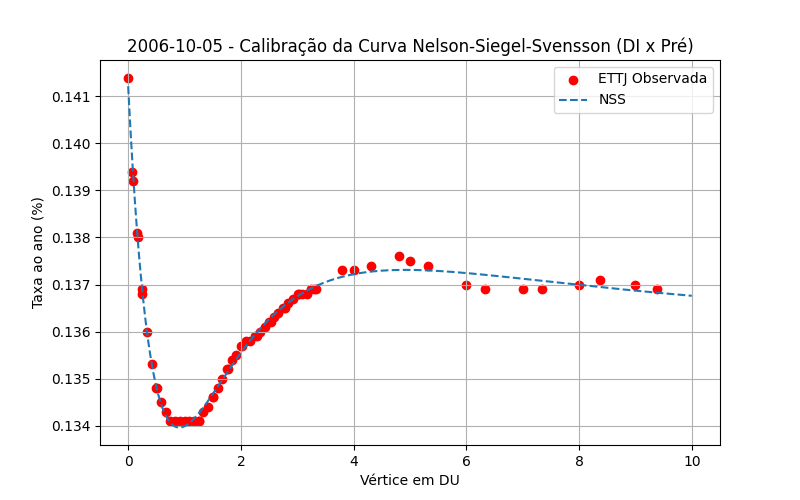 2006-10-05 - Calibração da Curva Nelson-Siegel-Svensson (DI x Pré)
ETTJ Observada
NSS
Taxa ao ano (%)
0.141
0.140
0.139
0.138
0.137
0.136
0.135
0.134
0 2 4 6 8 10
Vértice em DU